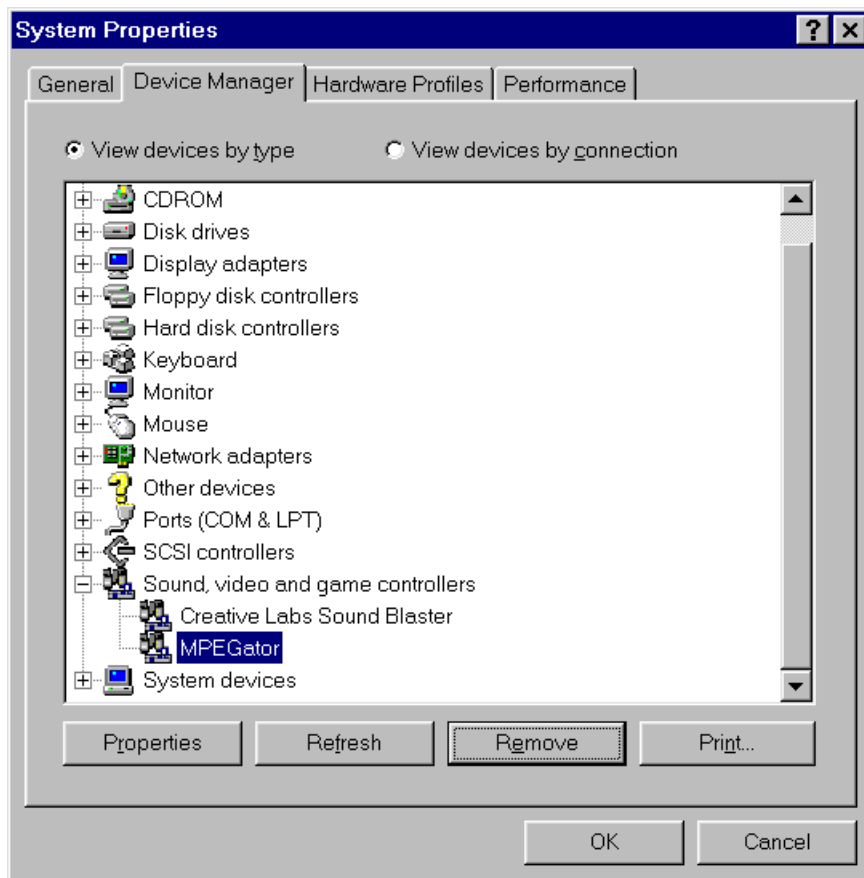 System Properties
General Device Manager Hardware Profiles Performance
View devices by type View devices by connection
CDROM
Disk drives
Display adapters
Floppy disk controllers
Hard disk controllers
Keyboard
Monitor
Mouse
Network adapters
Other devices
Ports (COM & LPT)
SCSI controllers
Sound, video and game controllers
Creative Labs Sound Blaster
MPEGator
System devices
Properties Refresh Remove Print...
OK Cancel